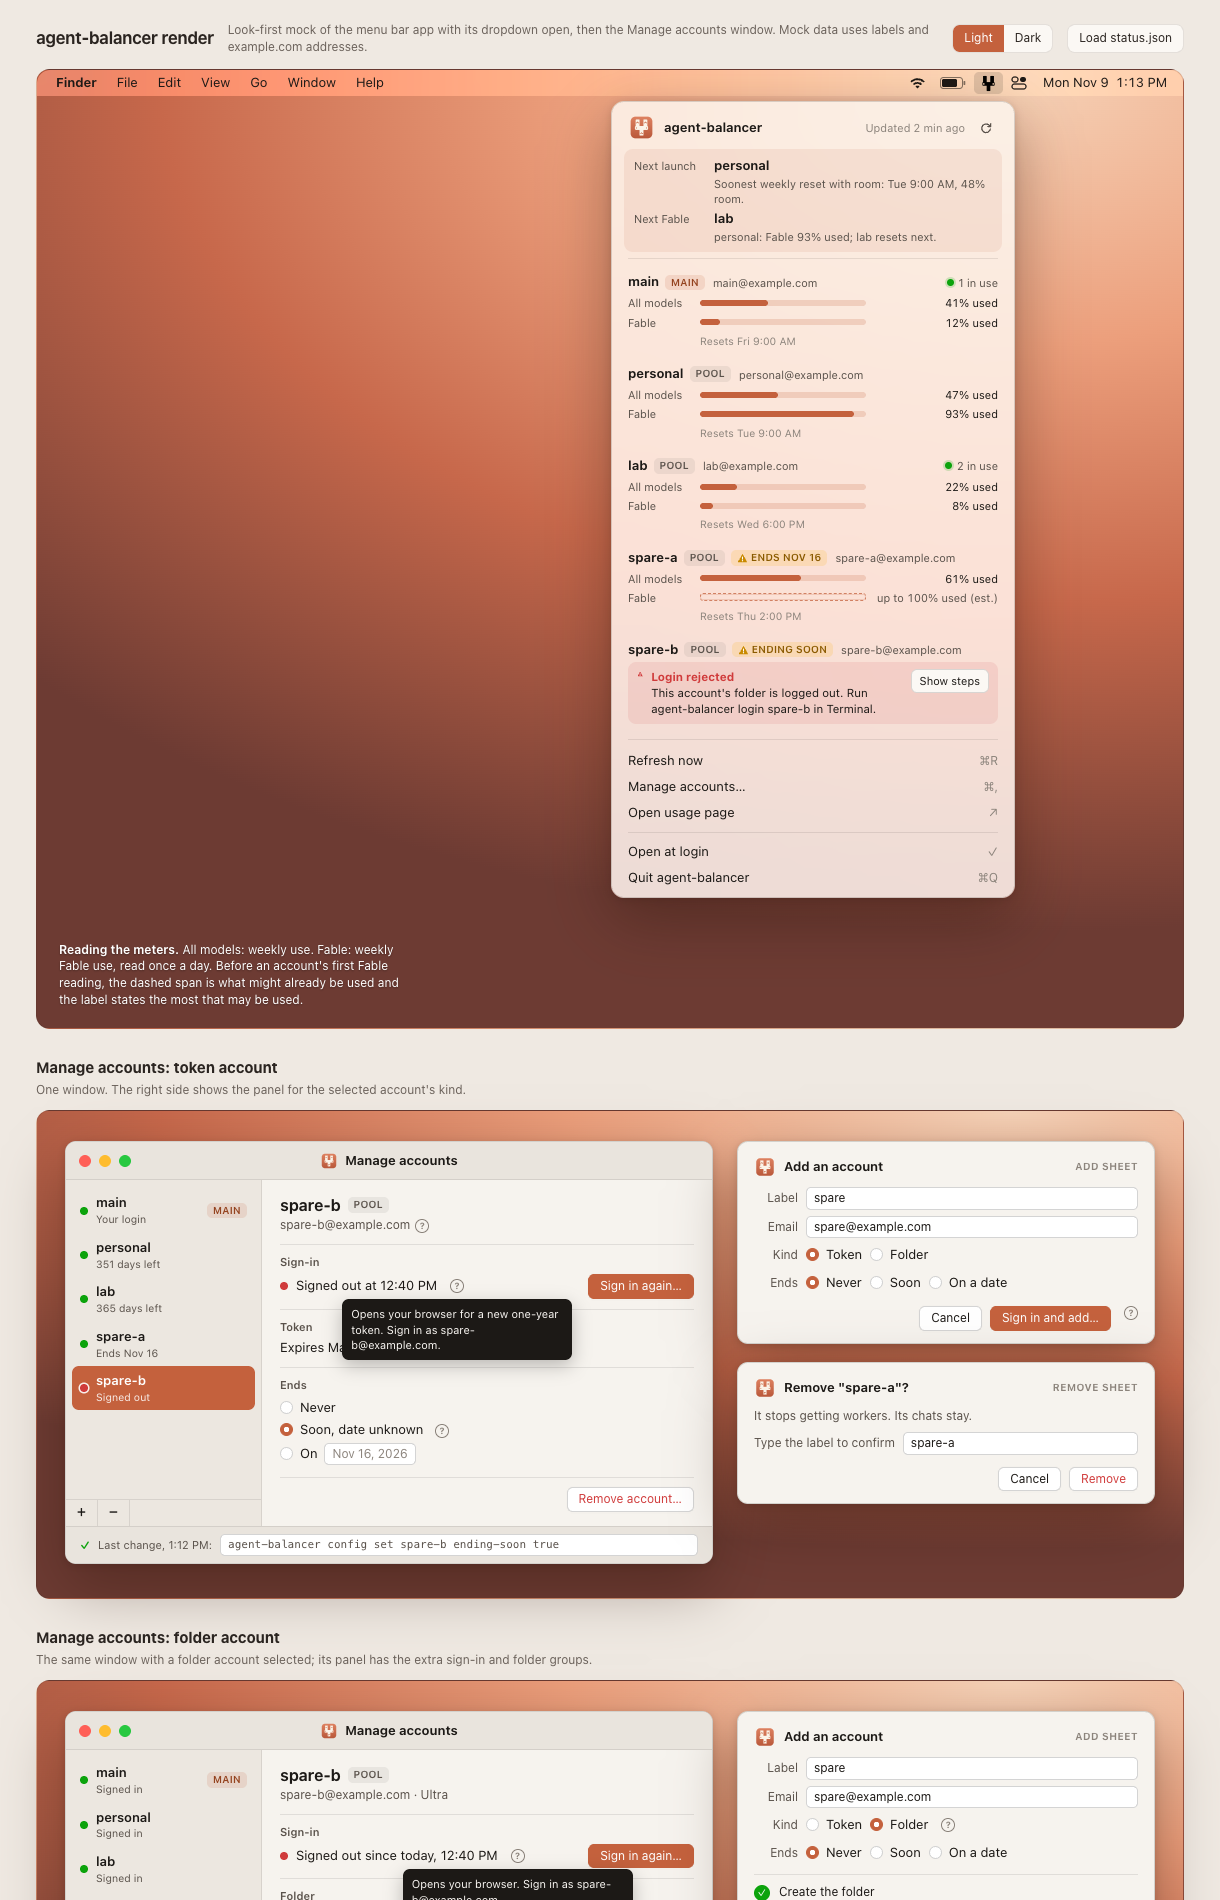 agent-balancer render
Look-first mock of the menu bar app with its dropdown open, then the Manage accounts window. Mock data uses labels and
example.com addresses.
Light
Dark
Load status.json
Finder File Edit View Go Window Help
Mon Nov 9 1:13 PM
agent-balancer
Updated 2 min ago
Next launch
personal
Soonest weekly reset with room: Tue 9:00 AM, 48%
room.
Next Fable
lab
personal: Fable 93% used; lab resets next.
main MAIN main@example.com 1 in use
All models 41% used
Fable 12% used
Resets Fri 9:00 AM
personal POOL personal@example.com
All models 47% used
Fable 93% used
Resets Tue 9:00 AM
lab POOL lab@example.com 2 in use
All models 22% used
Fable 8% used
Resets Wed 6:00 PM
spare-a POOL ENDS NOV 16 spare-a@example.com
All models 61% used
Fable up to 100% used (est.)
Resets Thu 2:00 PM
spare-b POOL ENDING SOON spare-b@example.com
Login rejected
This account's folder is logged out. Run
agent-balancer login spare-b in Terminal.
Show steps
Refresh now ⌘R
Manage accounts... ⌘,
Open usage page ↗
Open at login ✓
Quit agent-balancer ⌘Q
Reading the meters. All models: weekly use. Fable: weekly
Fable use, read once a day. Before an account's first Fable
reading, the dashed span is what might already be used and
the label states the most that may be used.
Manage accounts: token account
One window. The right side shows the panel for the selected account's kind.
Manage accounts
main
Your login
MAIN
personal
351 days left
lab
365 days left
spare-a
Ends Nov 16
spare-b
Signed out
+ −
spare-b POOL
spare-b@example.com ?
Sign-in
Signed out at 12:40 PM ?
Sign in again...
Opens your browser for a new one-year
token. Sign in as spare-
b@example.com.
Token
Expires Ma
Ends
Never
Soon, date unknown ?
On Nov 16, 2026
Remove account...
✓ Last change, 1:12 PM: agent-balancer config set spare-b ending-soon true
Add an account
ADD SHEET
Label spare
Email spare@example.com
Kind Token Folder
Ends Never Soon On a date
Cancel
Sign in and add...
?
Remove "spare-a"?
REMOVE SHEET
It stops getting workers. Its chats stay.
Type the label to confirm spare-a
Cancel
Remove
Manage accounts: folder account
The same window with a folder account selected; its panel has the extra sign-in and folder groups.
Manage accounts
main
Signed in
MAIN
personal
Signed in
lab
Signed in
spare-b POOL
spare-b@example.com · Ultra
Sign-in
Signed out since today, 12:40 PM ?
Sign in again...
Opens your browser. Sign in as spare-
b@example.com
Folder
Add an account
ADD SHEET
Label spare
Email spare@example.com
Kind Token Folder ?
Ends Never Soon On a date
Create the folder